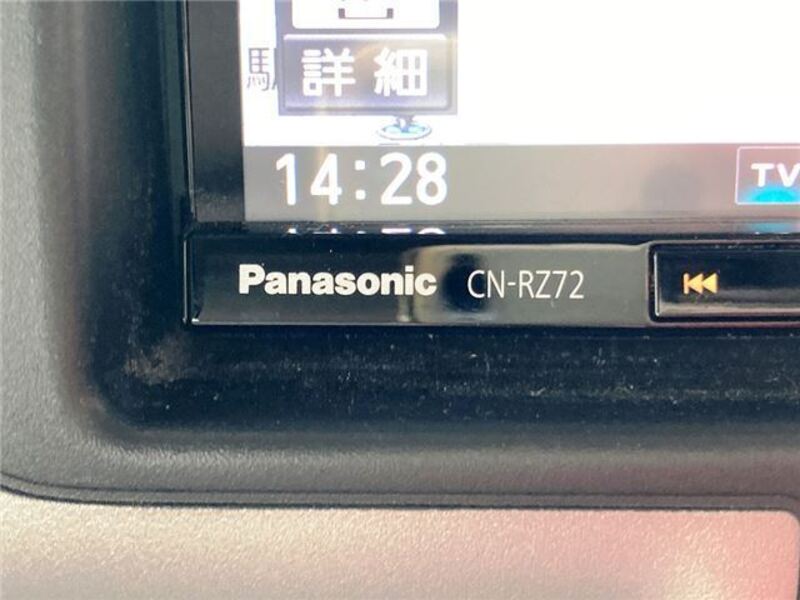 詳細
14:28
TV
Panasonic CN-RZ72